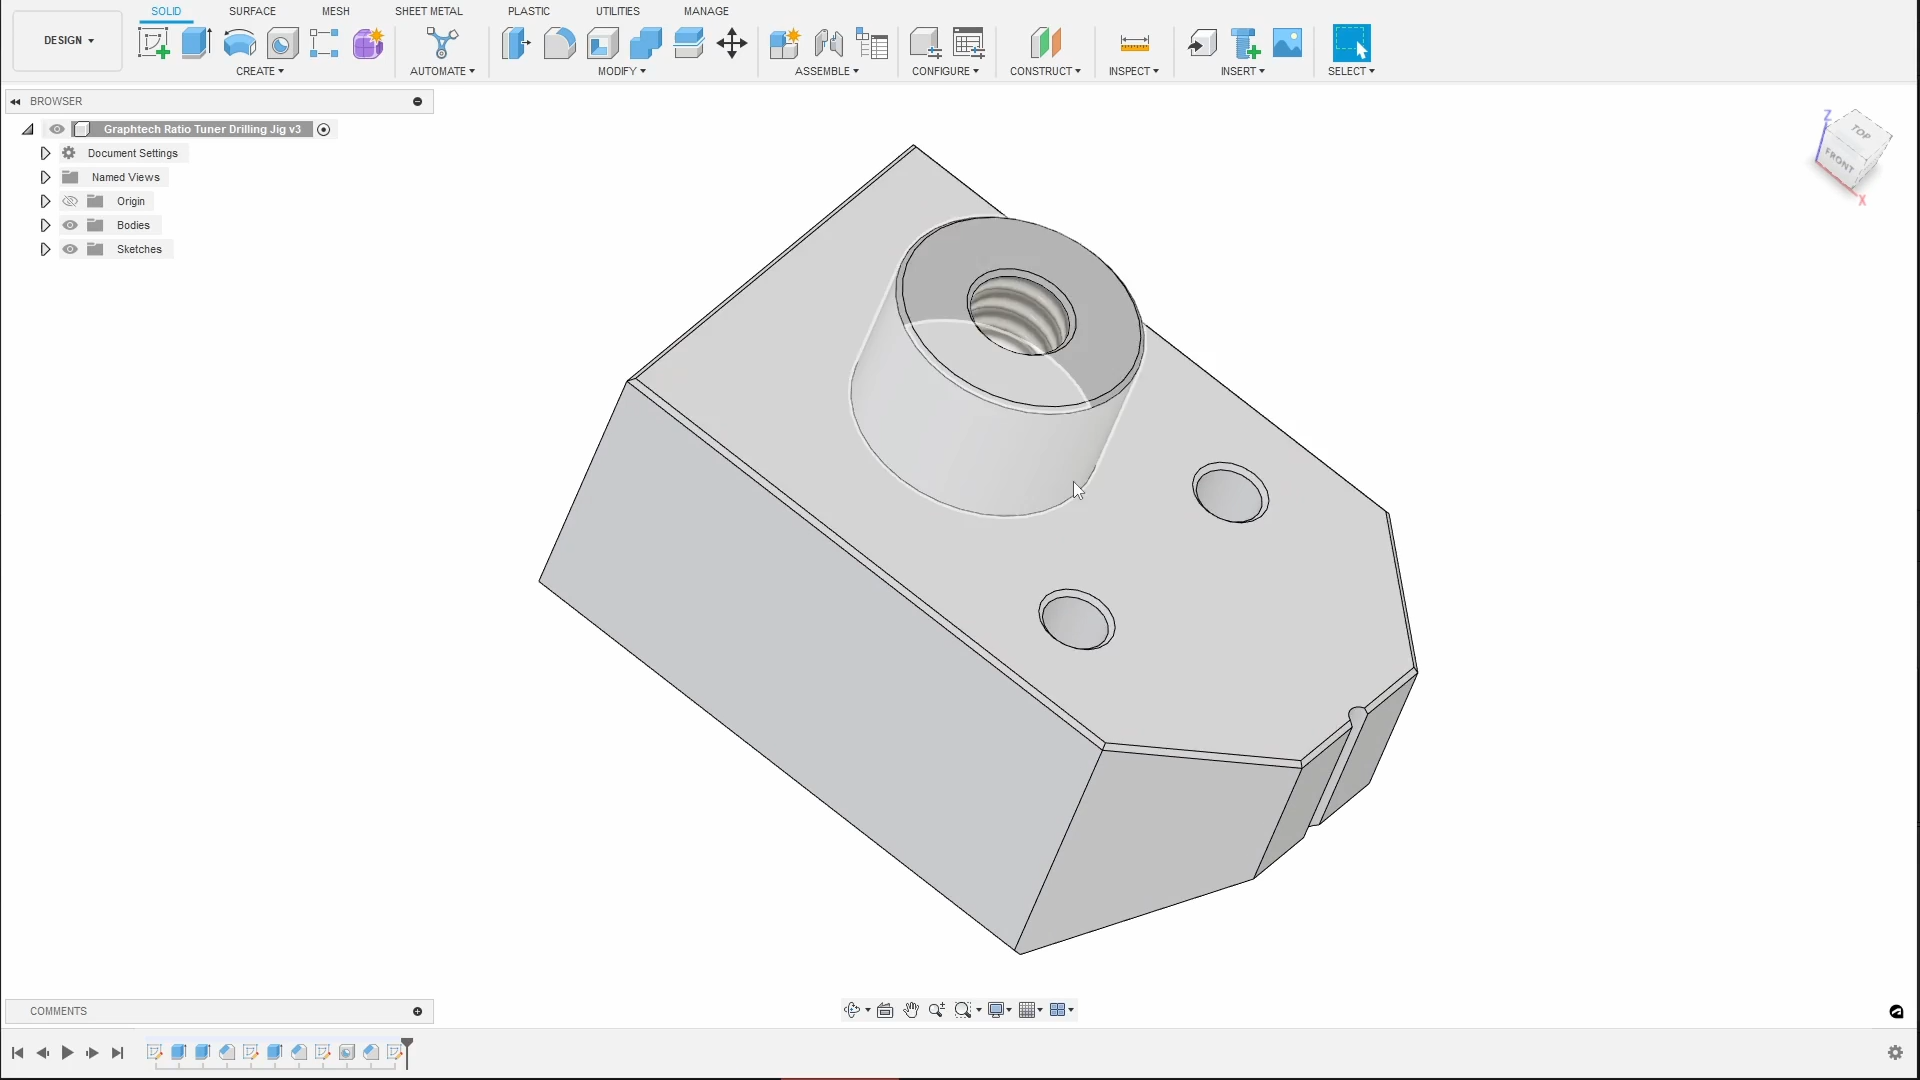 SOLID SURFACE MESH SHEET METAL PLASTIC UTILITIES MANAGE
DESIGN
CREATE AUTOMATE MODIFY ASSEMBLE CONFIGURE CONSTRUCT INSPECT INSERT SELECT
BROWSER
Graphtech Ratio Tuner Drilling Jig v3
Document Settings
Named Views
Origin
Bodies
Sketches
Z
TOP
FRONT
X
COMMENTS